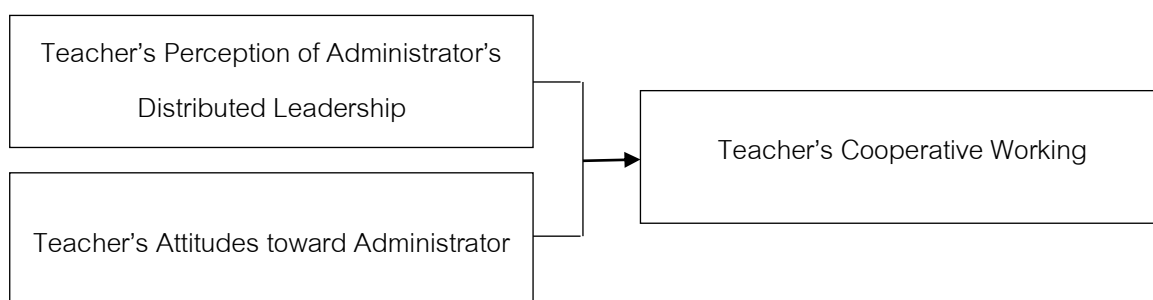 Teacher’s Perception of Administrator’s
Distributed Leadership
Teacher’s Cooperative Working
Teacher’s Attitudes toward Administrator